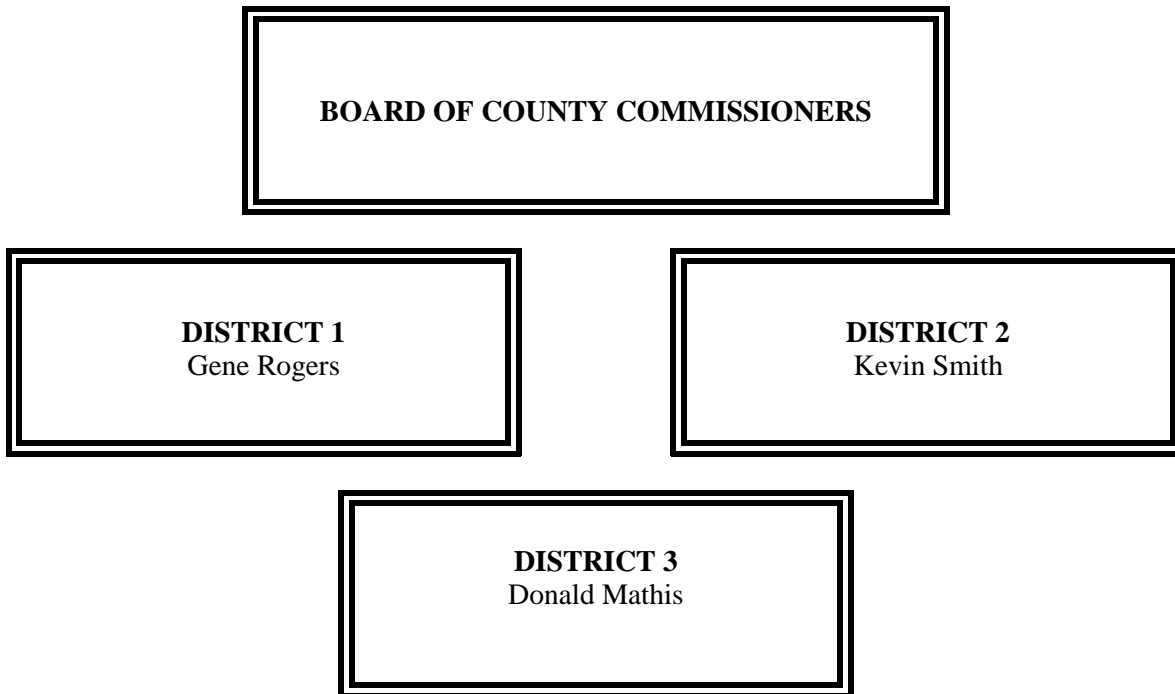 BOARD OF COUNTY COMMISSIONERS
DISTRICT 1
Gene Rogers
DISTRICT 2
Kevin Smith
DISTRICT 3
Donald Mathis